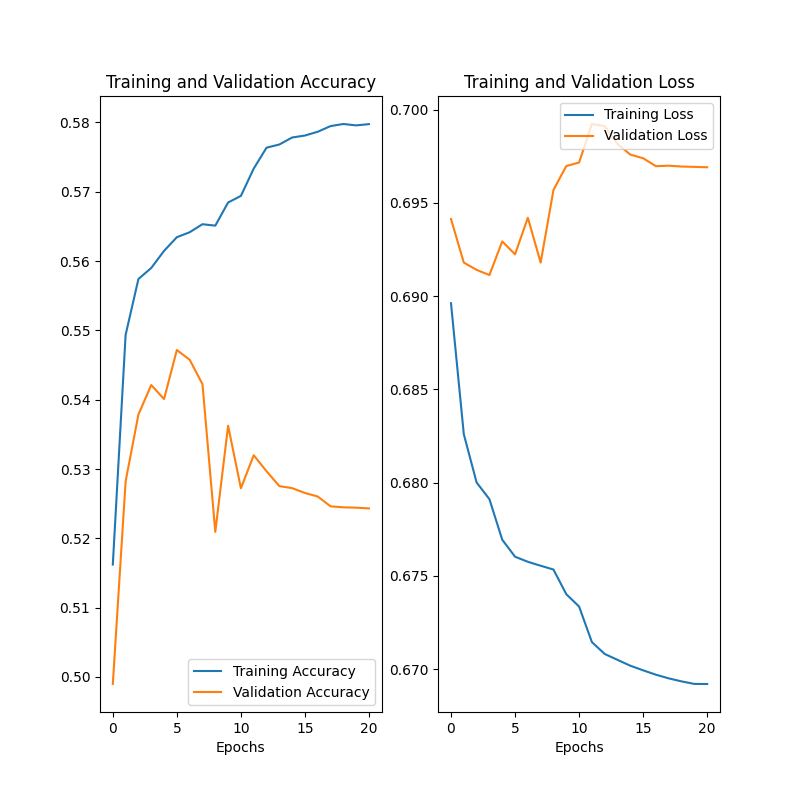 Training and Validation Accuracy
0.58
0.57
0.56
0.55
0.54
0.53
0.52
0.51
0.50
Training Accuracy
Validation Accuracy
0 5 10 15 20
Epochs
Training and Validation Loss
0.700
0.695
0.690
0.685
0.680
0.675
0.670
Training Loss
Validation Loss
0 5 10 15 20
Epochs